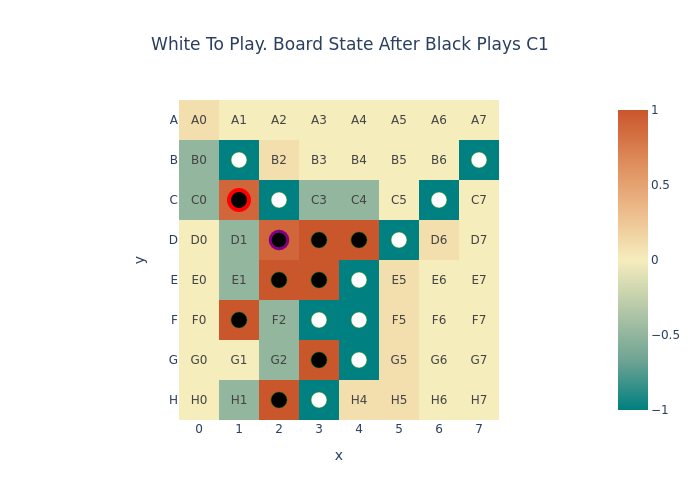 White To Play. Board State After Black Plays C1
A A0 A1 A2 A3 A4 A5 A6 A7
B B0 B2 B3 B4 B5 B6
C C0 C3 C4 C5 C7
D D0 D1 D6 D7
E E0 E1 E5 E6 E7
F F0 F2 F5 F6 F7
G G0 G1 G2 G5 G6 G7
H H0 H1 H4 H5 H6 H7
0 1 2 3 4 5 6 7
x
y
1
0.5
0
−0.5
−1